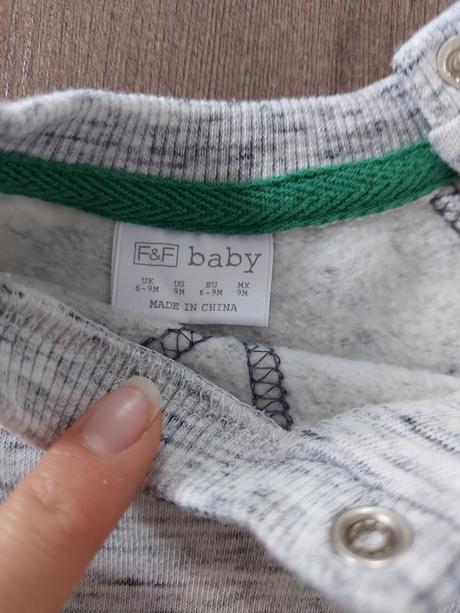 F&F baby
UK US EU MX
6-9M 9M 6-9M 9M
MADE IN CHINA